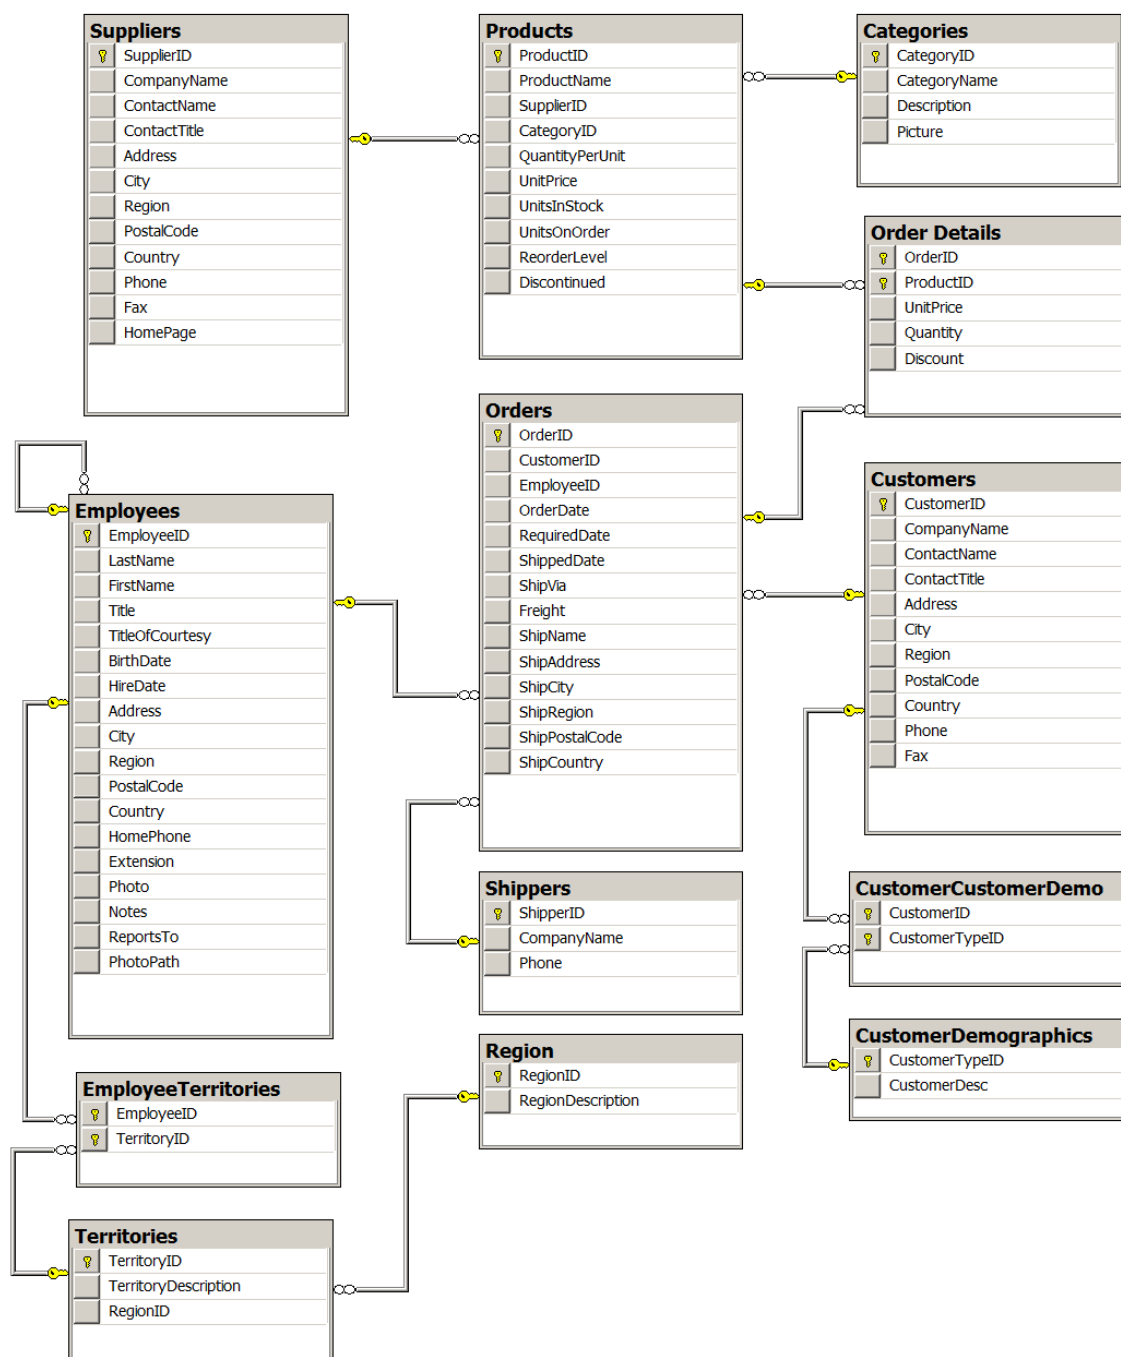 Suppliers
SupplierID
CompanyName
ContactName
ContactTitle
Address
City
Region
PostalCode
Country
Phone
Fax
HomePage
Products
ProductID
ProductName
SupplierID
CategoryID
QuantityPerUnit
UnitPrice
UnitsInStock
UnitsOnOrder
ReorderLevel
Discontinued
Categories
CategoryID
CategoryName
Description
Picture
Order Details
OrderID
ProductID
UnitPrice
Quantity
Discount
Employees
EmployeeID
LastName
FirstName
Title
TitleOfCourtesy
BirthDate
HireDate
Address
City
Region
PostalCode
Country
HomePhone
Extension
Photo
Notes
ReportsTo
PhotoPath
Orders
OrderID
CustomerID
EmployeeID
OrderDate
RequiredDate
ShippedDate
ShipVia
Freight
ShipName
ShipAddress
ShipCity
ShipRegion
ShipPostalCode
ShipCountry
Customers
CustomerID
CompanyName
ContactName
ContactTitle
Address
City
Region
PostalCode
Country
Phone
Fax
Shippers
ShipperID
CompanyName
Phone
CustomerCustomerDemo
CustomerID
CustomerTypeID
CustomerDemographics
CustomerTypeID
CustomerDesc
Region
RegionID
RegionDescription
EmployeeTerritories
EmployeeID
TerritoryID
Territories
TerritoryID
TerritoryDescription
RegionID